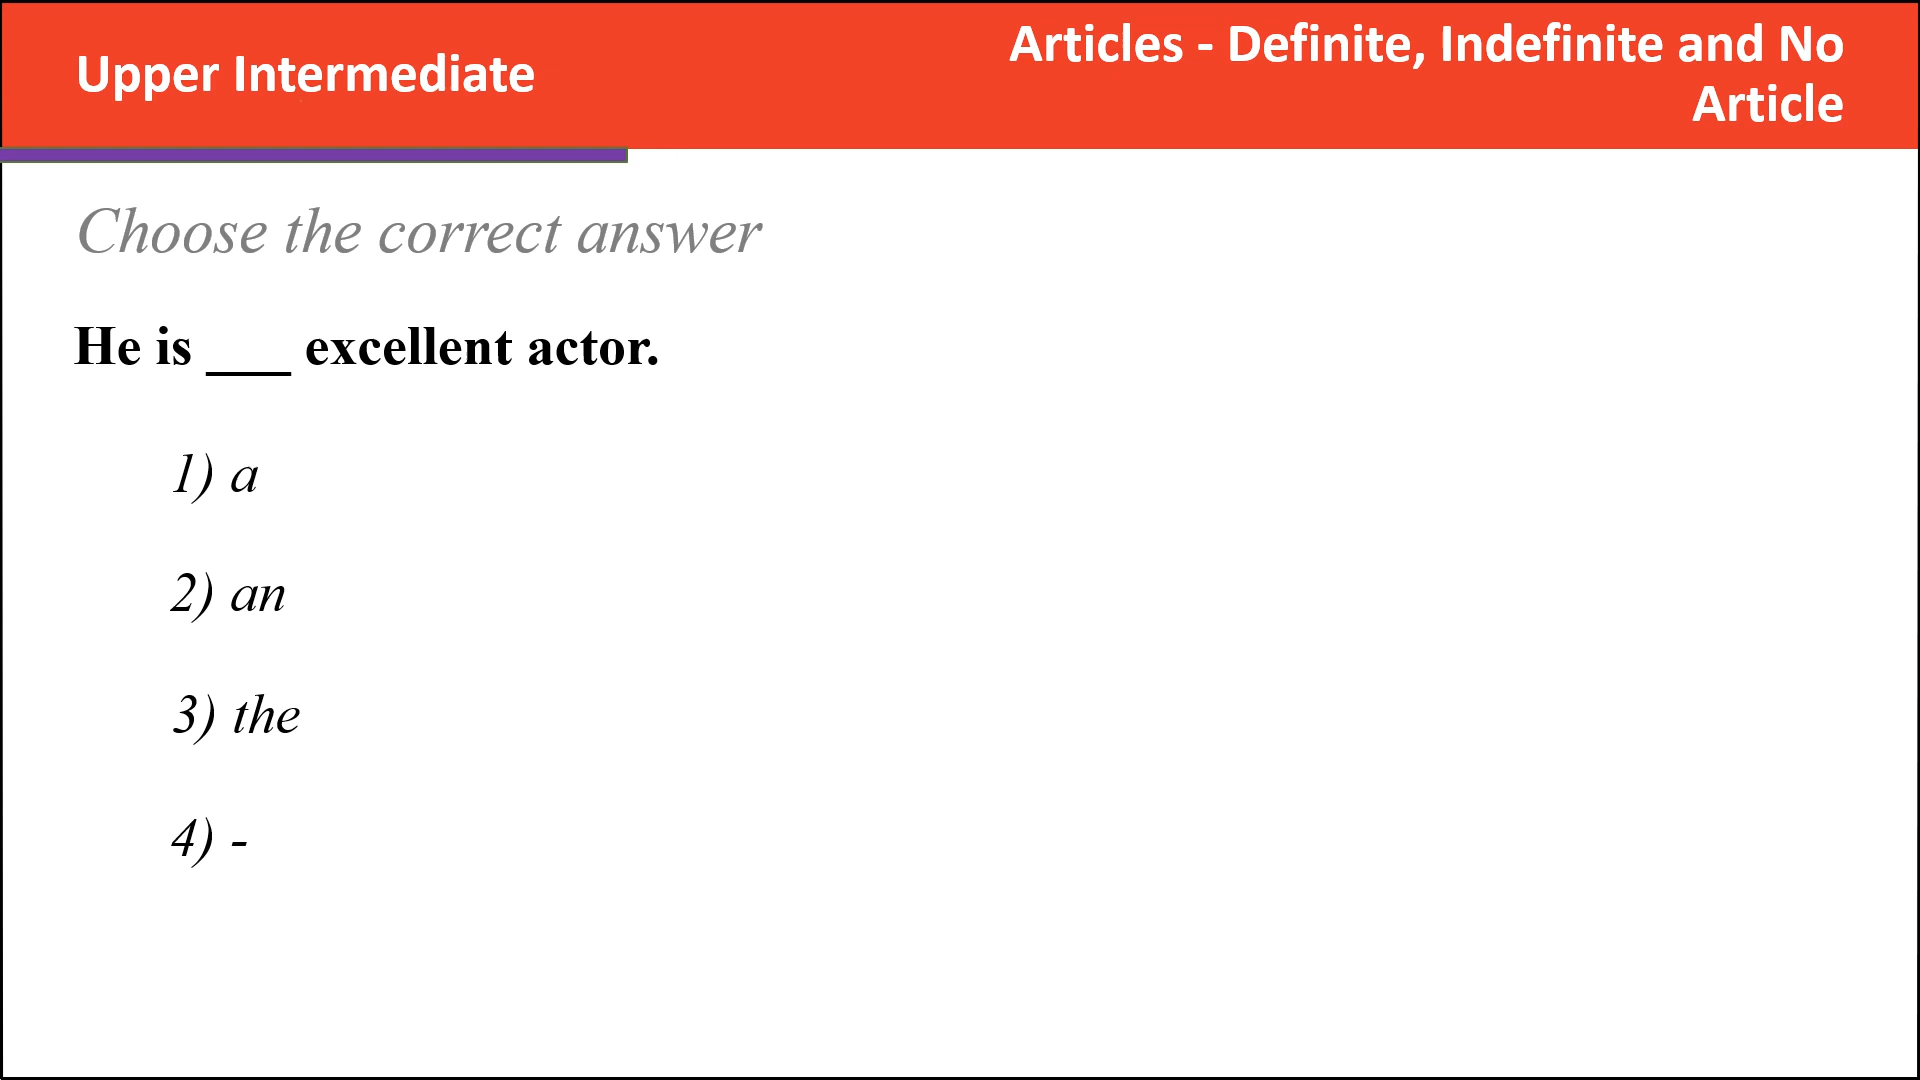 Upper Intermediate
Articles - Definite, Indefinite and No
Article
Choose the correct answer
He is ___ excellent actor.
1) a
2) an
3) the
4) -